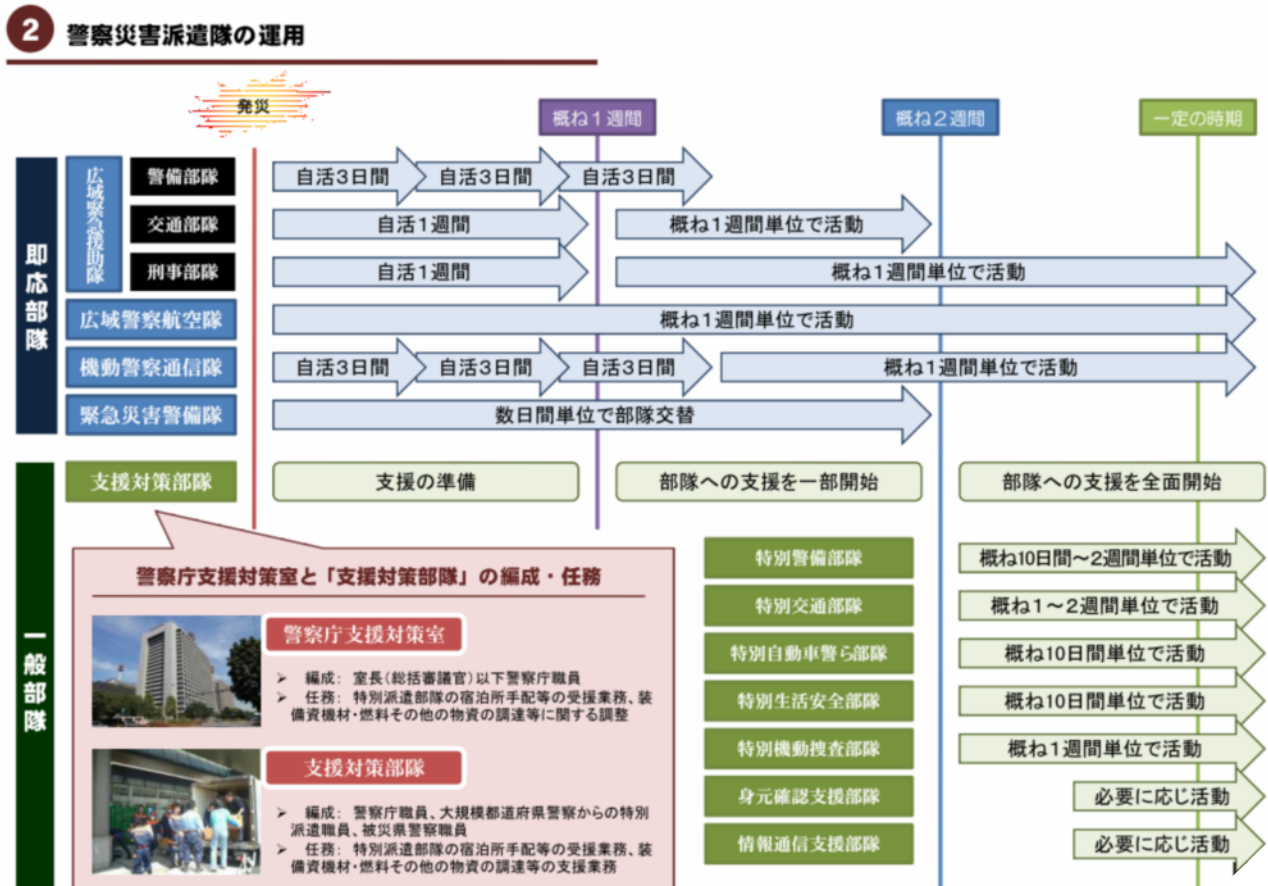 2 警察災害派遣隊の運用
発災
概ね1週間
概ね2週間
一定の時期
即応部隊
広域緊急援助隊
警備部隊
自活3日間
自活3日間
自活3日間
交通部隊
自活1週間
概ね1週間単位で活動
刑事部隊
自活1週間
概ね1週間単位で活動
広域警察航空隊
概ね1週間単位で活動
機動警察通信隊
自活3日間
自活3日間
自活3日間
概ね1週間単位で活動
緊急災害警備隊
数日間単位で部隊交替
一般部隊
支援対策部隊
支援の準備
部隊への支援を一部開始
部隊への支援を全面開始
警察庁支援対策室と「支援対策部隊」の編成・任務
警察庁支援対策室
➢ 編成: 室長(総括審議官)以下警察庁職員
➢ 任務: 特別派遣部隊の宿泊所手配等の受援業務、装
備資機材・燃料その他の物資の調達等に関する調整
支援対策部隊
➢ 編成: 警察庁職員、大規模都道府県警察からの特別
派遣職員、被災県警察職員
➢ 任務: 特別派遣部隊の宿泊所手配等の受援業務、装
備資機材・燃料その他の物資の調達等の支援業務
特別警備部隊
概ね10日間～2週間単位で活動
特別交通部隊
概ね1～2週間単位で活動
特別自動車警ら部隊
概ね10日間単位で活動
特別生活安全部隊
概ね10日間単位で活動
特別機動捜査部隊
概ね1週間単位で活動
身元確認支援部隊
必要に応じ活動
情報通信支援部隊
必要に応じ活動